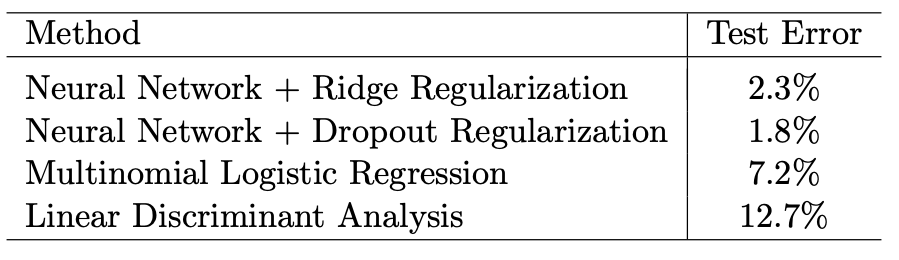 Method Test Error
Neural Network + Ridge Regularization 2.3%
Neural Network + Dropout Regularization 1.8%
Multinomial Logistic Regression 7.2%
Linear Discriminant Analysis 12.7%